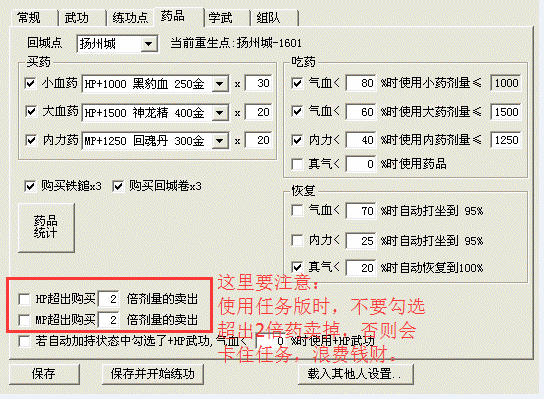 常规 武功 练功点 药品 学武 组队
回城点 扬州城 当前重生点:扬州城-1601
买药
小血药 HP+1000 黑豹血 250金 x 30
大血药 HP+1500 神龙精 400金 x 20
内力药 MP+1250 回魂丹 300金 x 20
购买铁鎚x3 购买回城卷x3
药品
统计
吃药
气血< 80 %时使用小药剂量≤ 1000
气血< 60 %时使用大药剂量≤ 1500
内力< 40 %时使用内药剂量≤ 1250
真气< 0 %时使用药品
恢复
气血< 70 %时自动打坐到 95%
内力< 25 %时自动打坐到 95%
真气< 20 %时自动恢复到100%
HP超出购买 2 倍剂量的卖出
MP超出购买 2 倍剂量的卖出
这里要注意:
使用任务版时，不要勾选
超出2倍药卖掉，否则会
卡住任务，浪费钱财。
若自动加持状态中勾选了+HP武功,气血< 0 %时使用+HP武功
保存 保存并开始练功 载入其他人设置..